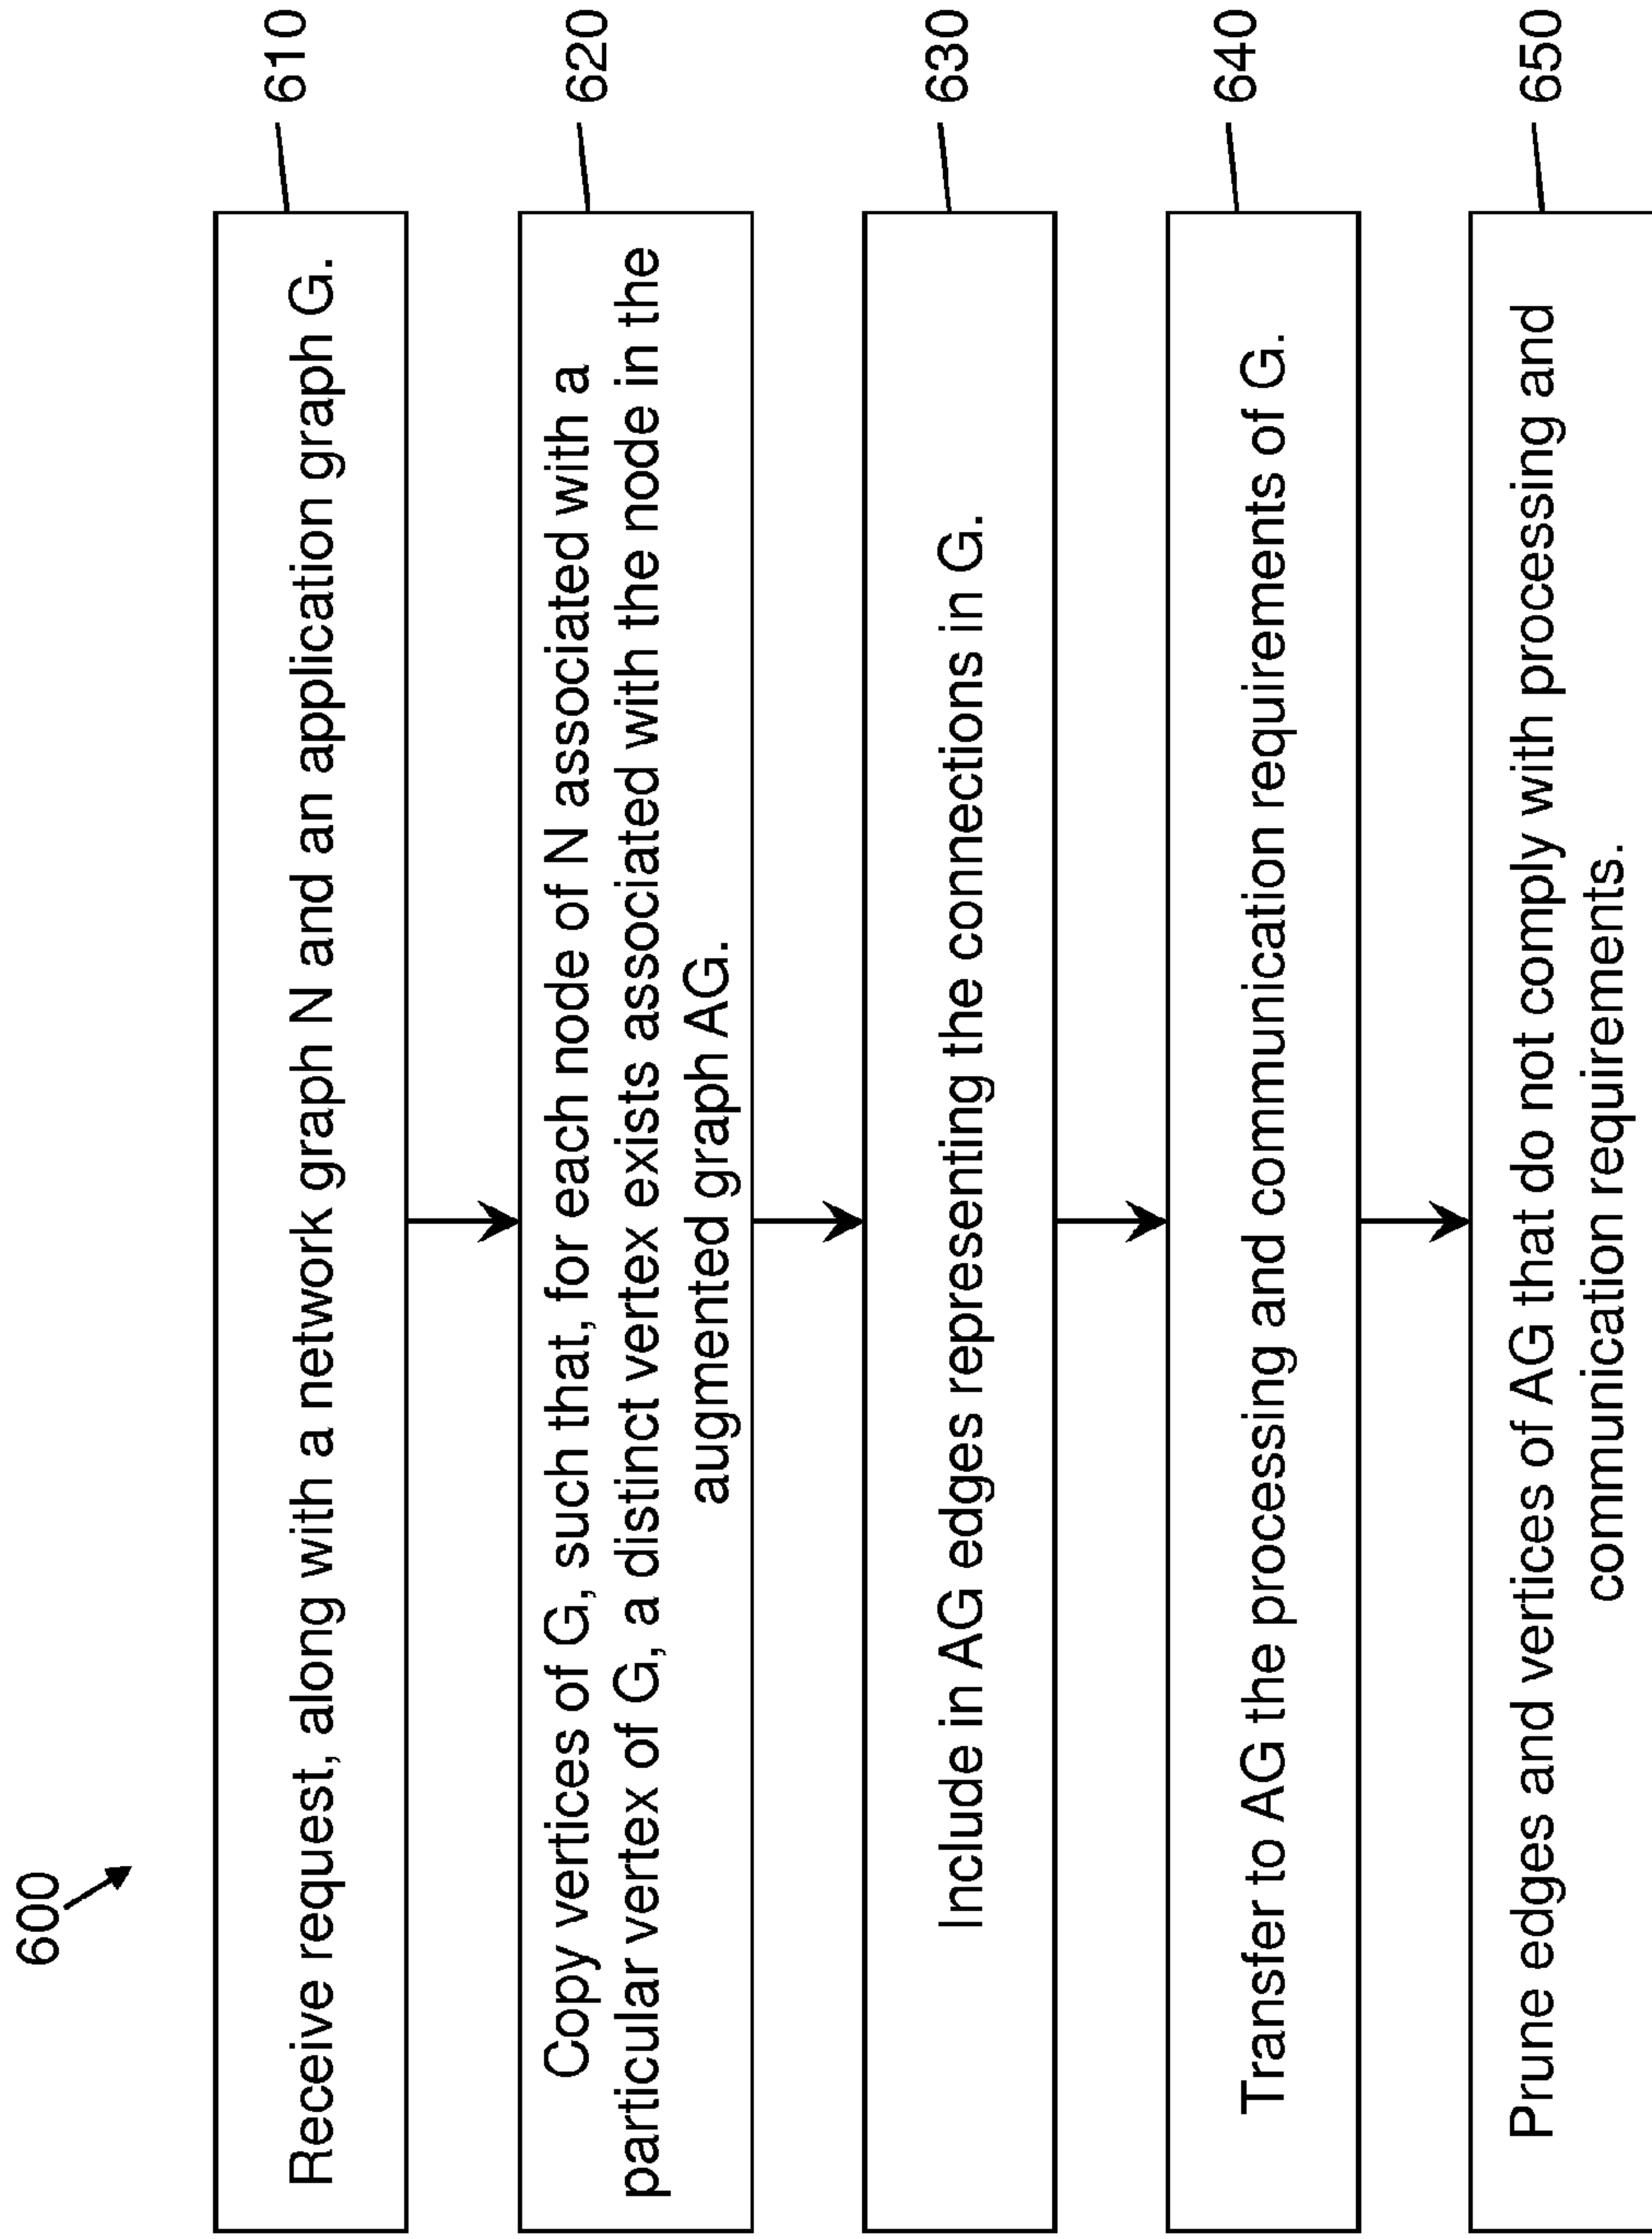 600
Receive request, along with a network graph N and an application graph G.
610
Copy vertices of G, such that, for each node of N associated with a
particular vertex of G, a distinct vertex exists associated with the node in the
augmented graph AG.
620
Include in AG edges representing the connections in G.
630
Transfer to AG the processing and communication requirements of G.
640
Prune edges and vertices of AG that do not comply with processing and
communication requirements.
650